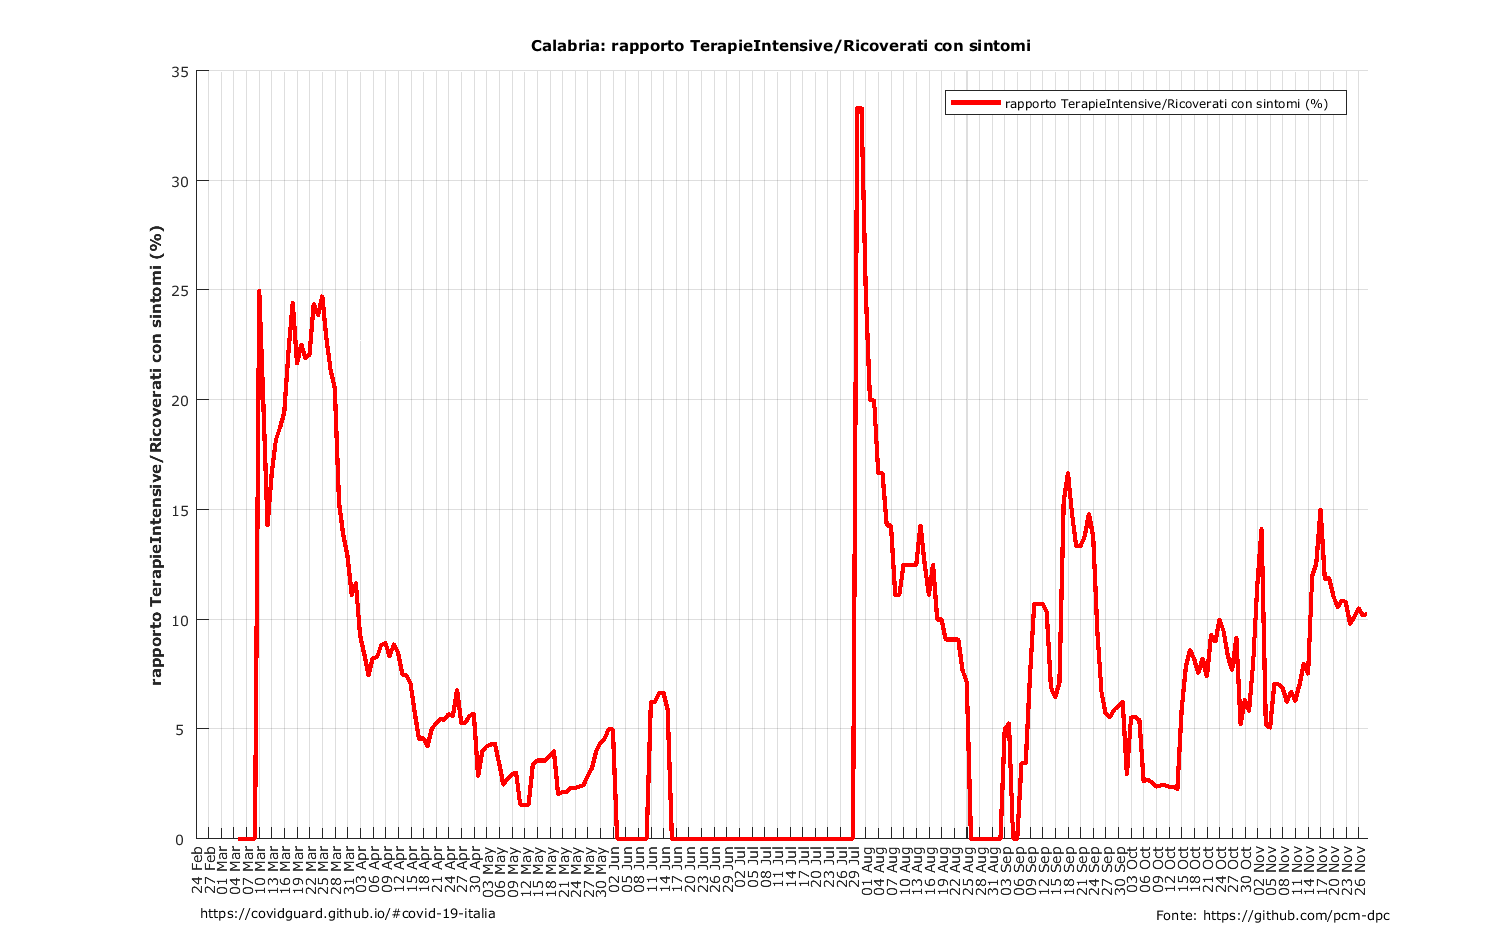 Calabria: rapporto TerapieIntensive/Ricoverati con sintomi
rapporto TerapieIntensive/Ricoverati con sintomi (%)
rapporto TerapieIntensive/Ricoverati con sintomi (%)
35
30
25
20
15
10
5
0
24 Feb
27 Feb
01 Mar
04 Mar
07 Mar
10 Mar
13 Mar
16 Mar
19 Mar
22 Mar
25 Mar
28 Mar
31 Mar
03 Apr
06 Apr
09 Apr
12 Apr
15 Apr
18 Apr
21 Apr
24 Apr
27 Apr
30 Apr
03 May
06 May
09 May
12 May
15 May
18 May
21 May
24 May
27 May
30 May
02 Jun
05 Jun
08 Jun
11 Jun
14 Jun
17 Jun
20 Jun
23 Jun
26 Jun
29 Jun
02 Jul
05 Jul
08 Jul
11 Jul
14 Jul
17 Jul
20 Jul
23 Jul
26 Jul
29 Jul
01 Aug
04 Aug
07 Aug
10 Aug
13 Aug
16 Aug
19 Aug
22 Aug
25 Aug
28 Aug
31 Aug
03 Sep
06 Sep
09 Sep
12 Sep
15 Sep
18 Sep
21 Sep
24 Sep
27 Sep
30 Sep
03 Oct
06 Oct
09 Oct
12 Oct
15 Oct
18 Oct
21 Oct
24 Oct
27 Oct
30 Oct
02 Nov
05 Nov
08 Nov
11 Nov
14 Nov
17 Nov
20 Nov
23 Nov
26 Nov
https://covidguard.github.io/#covid-19-italia
Fonte: https://github.com/pcm-dpc